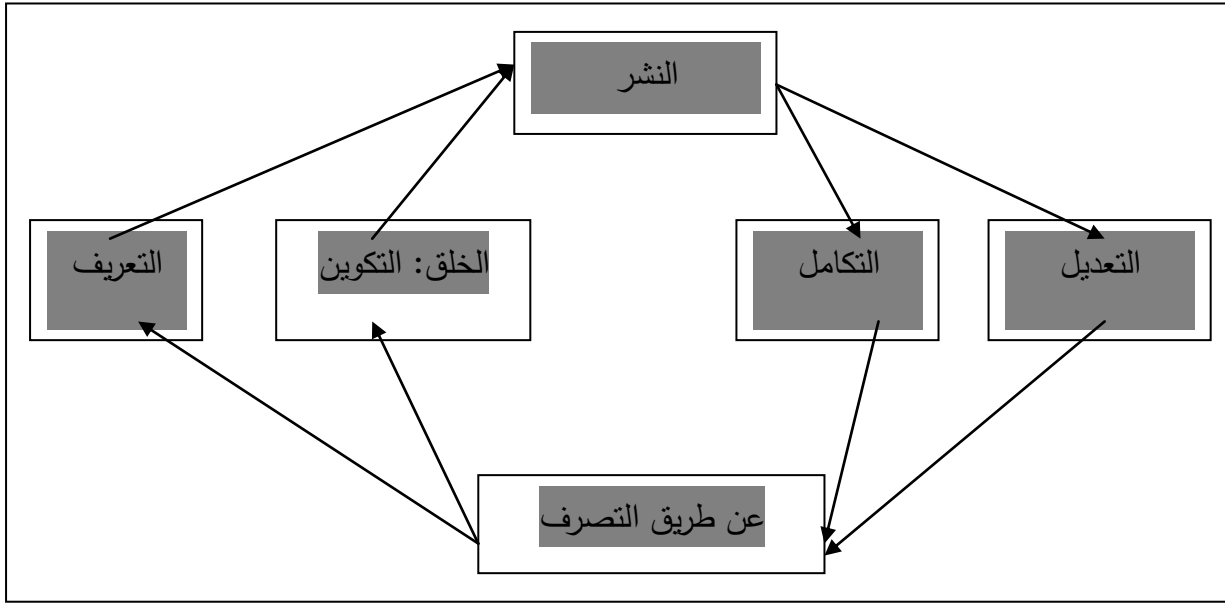 النشر
التعديل
التكامل
الخلق: التكوين
التعريف
عن طريق التصرف